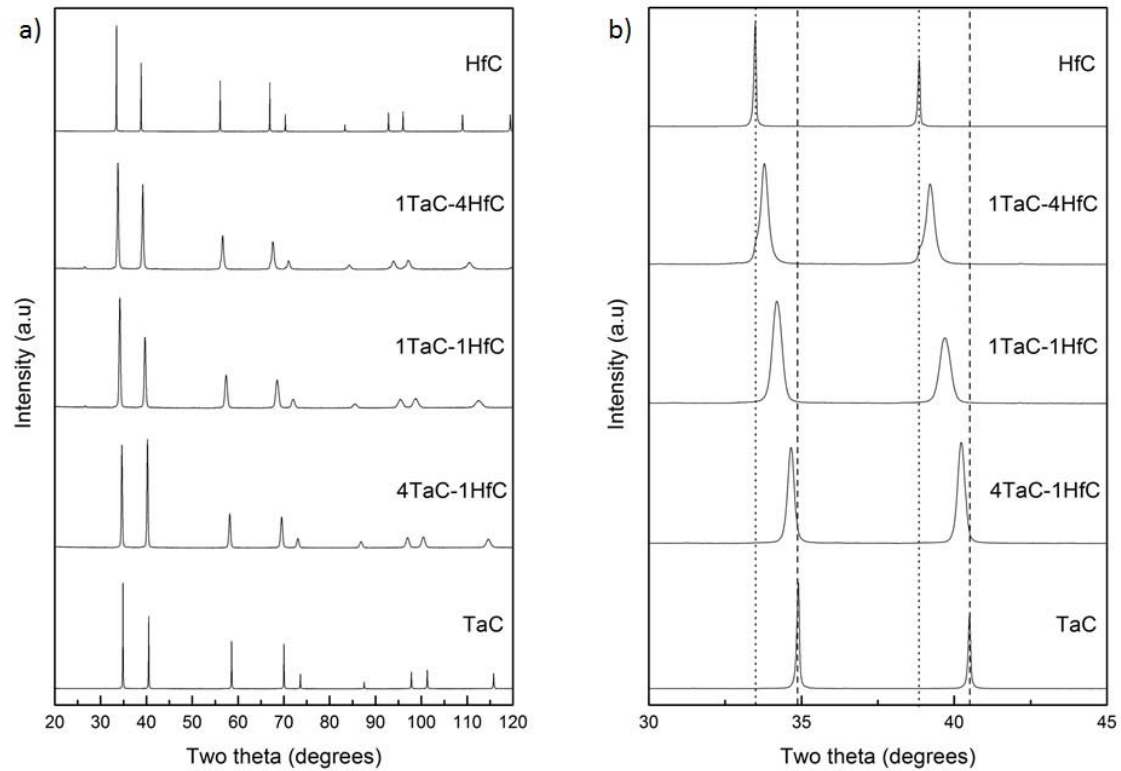 a)
HfC
1TaC-4HfC
1TaC-1HfC
4TaC-1HfC
TaC
Intensity (a.u)
20 30 40 50 60 70 80 90 100 110 120
Two theta (degrees)
b)
HfC
1TaC-4HfC
1TaC-1HfC
4TaC-1HfC
TaC
Intensity (a.u)
30 35 40 45
Two theta (degrees)